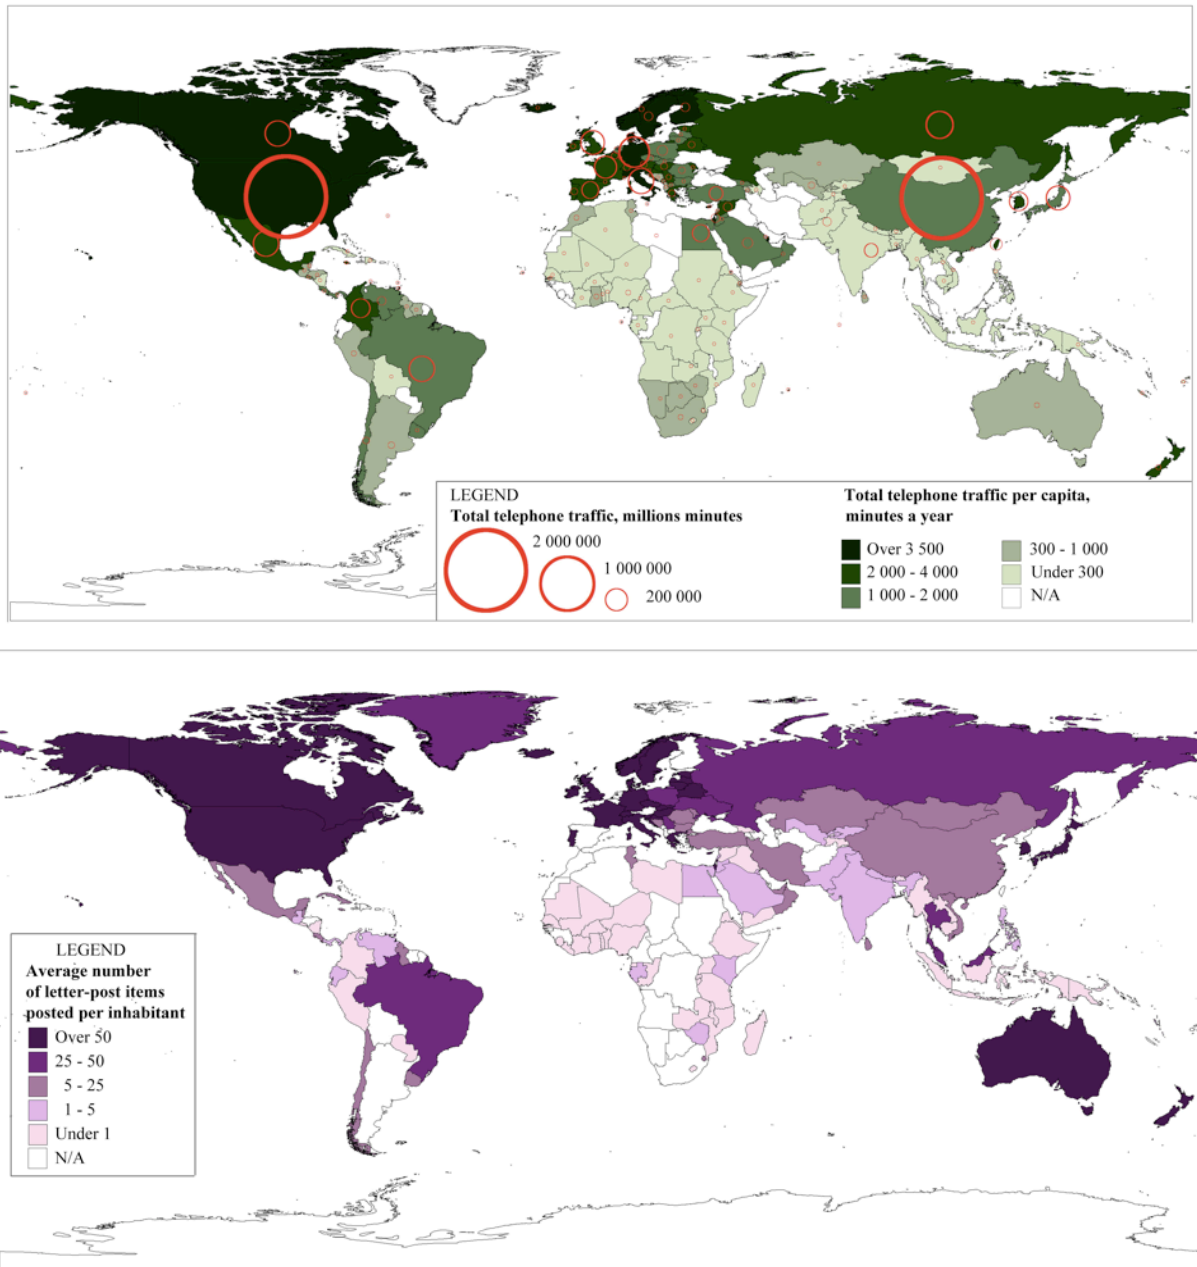 LEGEND
Total telephone traffic, millions minutes
2 000 000
1 000 000
200 000
Total telephone traffic per capita,
minutes a year
Over 3 500
2 000 - 4 000
1 000 - 2 000
300 - 1 000
Under 300
N/A
LEGEND
Average number
of letter-post items
posted per inhabitant
Over 50
25 - 50
5 - 25
1 - 5
Under 1
N/A